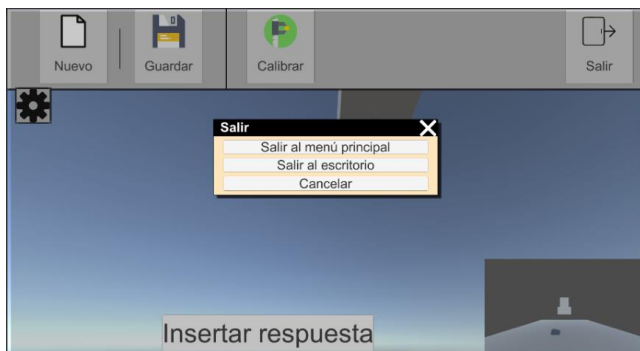 Nuevo
Guardar
Calibrar
Salir
Salir
Salir al menú principal
Salir al escritorio
Cancelar
Insertar respuesta